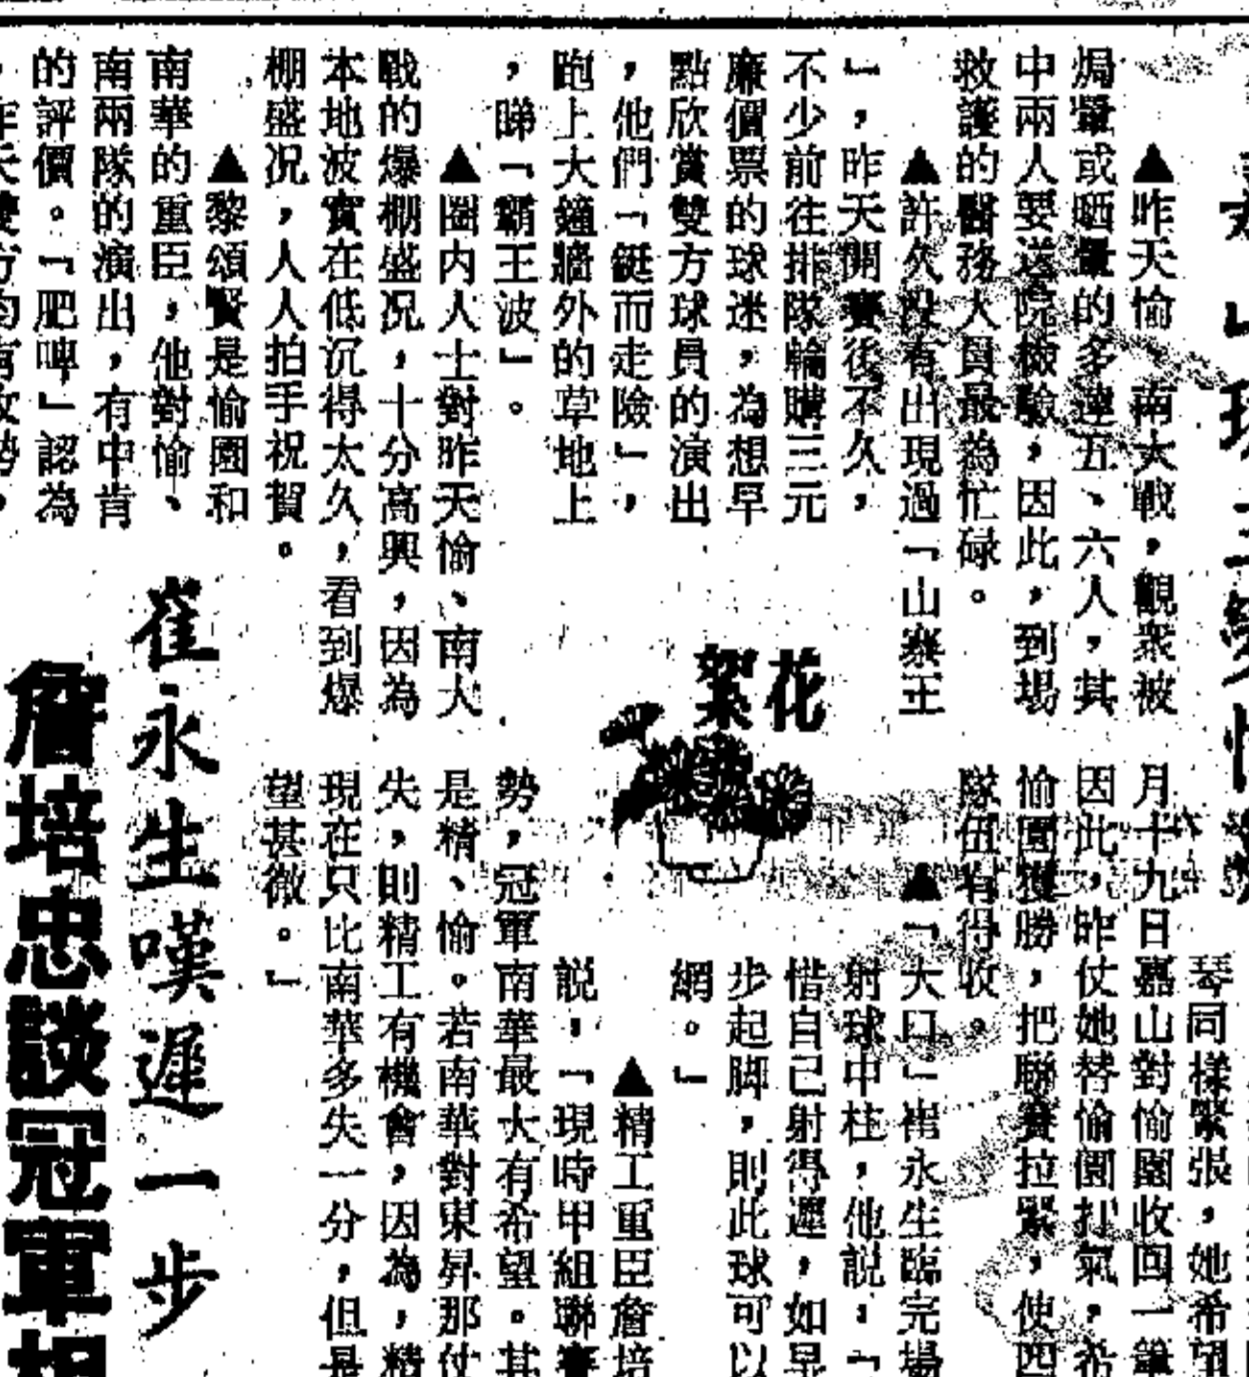 ▲昨天愉、南大戰，觀衆被
焗暈或晒暈的多達五、六人，其
中兩人要送院檢驗，因此，到場
救護的醫務人員最為忙碌。
▲許久没有出現過「山寨王
」，昨天開賽後不久，
不少前往排隊輪購三元
廉價票的球迷，為想早
點欣賞雙方球員的演出
，他們「鋌而走險」，
跑上大鐘牆外的草地上
，睇「霸王波」。
▲圈内人士對昨天愉、南大
戰的爆棚盛况，十分高興，因為
本地波實在低沉得太久，看到爆
棚盛况，人人拍手祝賀。
▲黎頌賢是愉園和
南華的重臣，他對愉、
南兩隊的演出，有中肯
的評價。「肥啤」認為
花絮
琴同樣緊張，她希望
月十九日嘉山對愉園收回一筆
因此，昨仗她替愉園打氣，希
愉園獲勝，把聯賽拉緊，使四
隊伍有得收。
▲「大口」崔永生臨完場
射球中柱，他説：「
惜自己射得遲，如早
步起脚，則此球可以
網。」
▲精工重臣詹培
説，「現時甲組聯賽
勢，冠軍南華最大有希望。其
是精、愉。若南華對東昇那仗
失，則精工有機會，因為，精
現在只比南華多失一分，但是
望甚微。」
崔永生嘆遲一步
詹培忠談冠軍